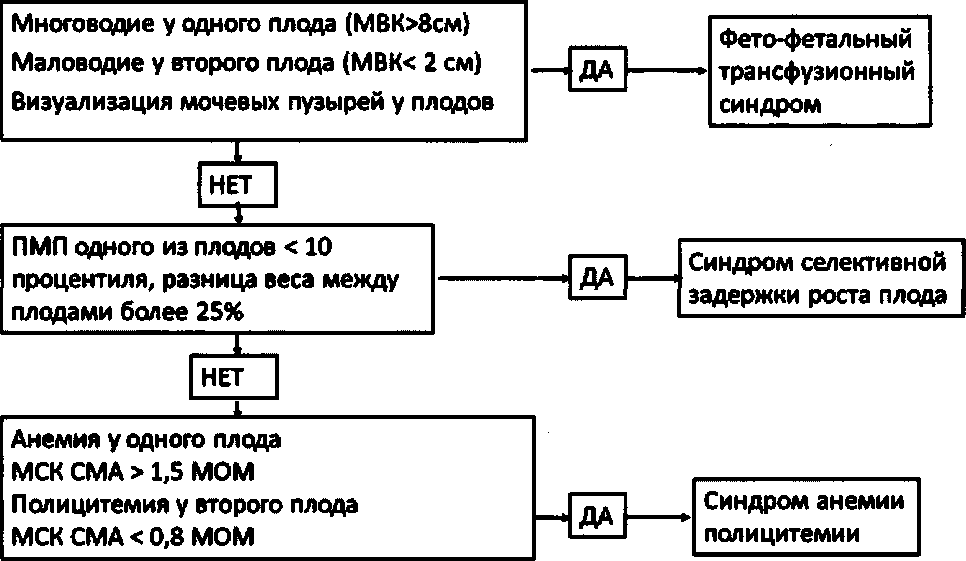 Многоводие у одного плода (МВК>8см)
Маловодие у второго плода (МВК< 2 см)
Визуализация мочевых пузырей у плодов
ДА
Фето-фетальный
трансфузионный
синдром
НЕТ
ПМП одного из плодов < 10
процентиля, разница веса между
плодами более 25%
ДА
Синдром селективной
задержки роста плода
НЕТ
Анемия у одного плода
МСК СМА > 1,5 МОМ
Полицитемия у второго плода
МСК СМА < 0,8 МОМ
ДА
Синдром анемии
полицитемии